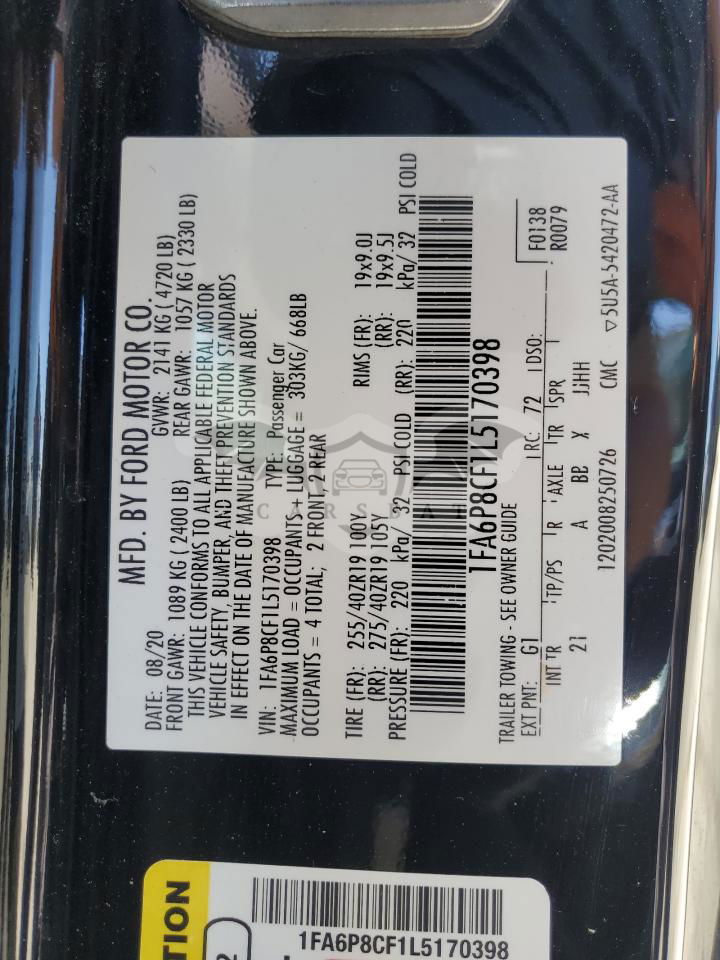 MFD. BY FORD MOTOR CO.
DATE: 08/20 GVWR: 2141 KG ( 4720 LB)
FRONT GAWR: 1089 KG ( 2400 LB) REAR GAWR: 1057 KG ( 2330 LB)
THIS VEHICLE CONFORMS TO ALL APPLICABLE FEDERAL MOTOR
VEHICLE SAFETY, BUMPER, AND THEFT PREVENTION STANDARDS
IN EFFECT ON THE DATE OF MANUFACTURE SHOWN ABOVE.
VIN: 1FA6P8CF1L5170398 TYPE: Passenger Car
MAXIMUM LOAD = OCCUPANTS + LUGGAGE = 303KG/ 668LB
OCCUPANTS = 4 TOTAL; 2 FRONT, 2 REAR
TIRE (FR): 255/40ZR19 100Y RIMS (FR): 19x9.0J
(RR): 275/40ZR19 105Y (RR): 19x9.5J
PRESSURE (FR): 220 kPa/ 32 PSI COLD (RR): 220 kPa/ 32 PSI COLD
1FA6P8CF1L5170398
TRAILER TOWING - SEE OWNER GUIDE
F0138
EXT PNT: G1 RC: 72 DSO: R0079
INT TR TP/PS R AXLE TR SPR
21 A BB X JJHH
1202008250726 CMC ▽5U5A-5420472-AA
CARSDAT
TION
2
1FA6P8CF1L5170398